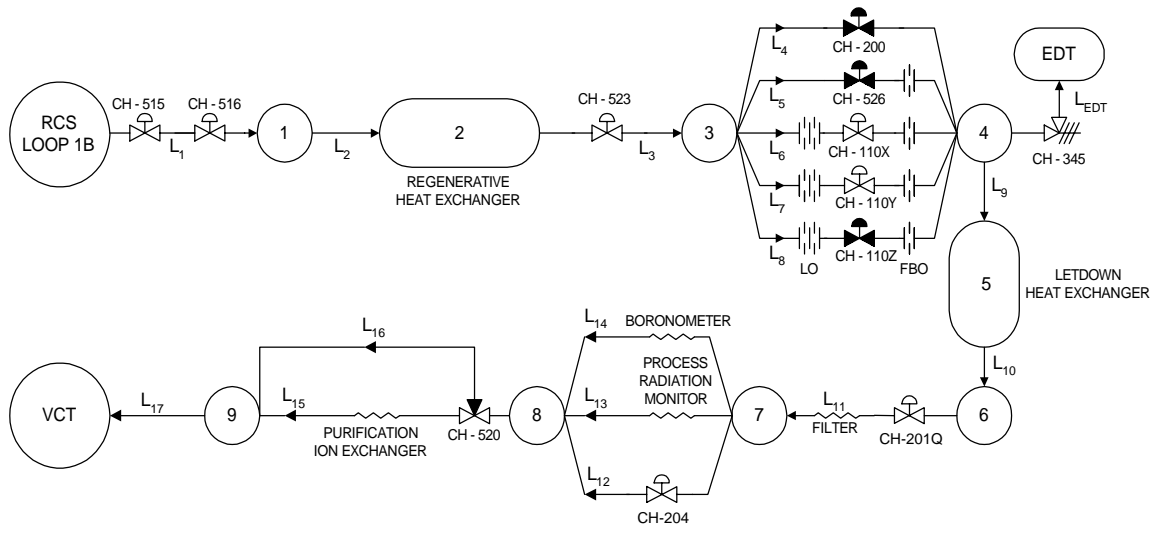 CH - 515
CH - 516
RCS
LOOP 1B
L1
1
L2
2
REGENERATIVE
HEAT EXCHANGER
CH - 523
L3
3
L4
CH - 200
L5
CH - 526
L6
CH - 110X
L7
CH - 110Y
L8
LO
CH - 110Z
FBO
4
EDT
LEDT
CH - 345
L9
5
LETDOWN
HEAT EXCHANGER
L10
6
CH-201Q
L11
FILTER
7
L14
BORONOMETER
PROCESS
RADIATION
MONITOR
L13
L12
CH-204
8
CH - 520
L16
L15
PURIFICATION
ION EXCHANGER
9
L17
VCT